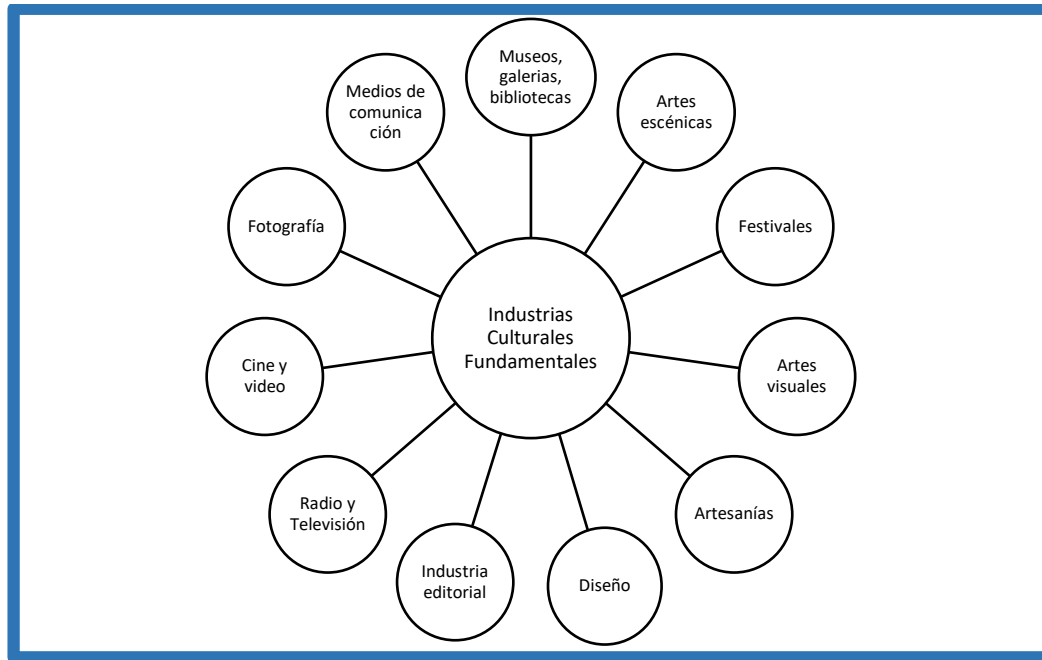 Museos,
galerias,
bibliotecas
Artes
escénicas
Festivales
Artes
visuales
Artesanías
Diseño
Industria
editorial
Radio y
Televisión
Cine y
video
Fotografía
Medios de
comunica
ción
Industrias
Culturales
Fundamentales